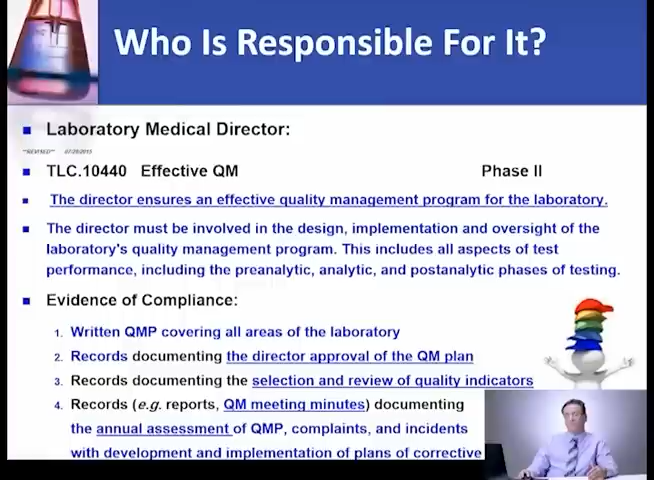 Who Is Responsible For It?
Laboratory Medical Director:
**REVISED** 07/29/2013
TLC.10440 Effective QM Phase II
The director ensures an effective quality management program for the laboratory.
The director must be involved in the design, implementation and oversight of the
laboratory's quality management program. This includes all aspects of test
performance, including the preanalytic, analytic, and postanalytic phases of testing.
Evidence of Compliance:
1. Written QMP covering all areas of the laboratory
2. Records documenting the director approval of the QM plan
3. Records documenting the selection and review of quality indicators
4. Records (e.g. reports, QM meeting minutes) documenting
the annual assessment of QMP, complaints, and incidents
with development and implementation of plans of corrective